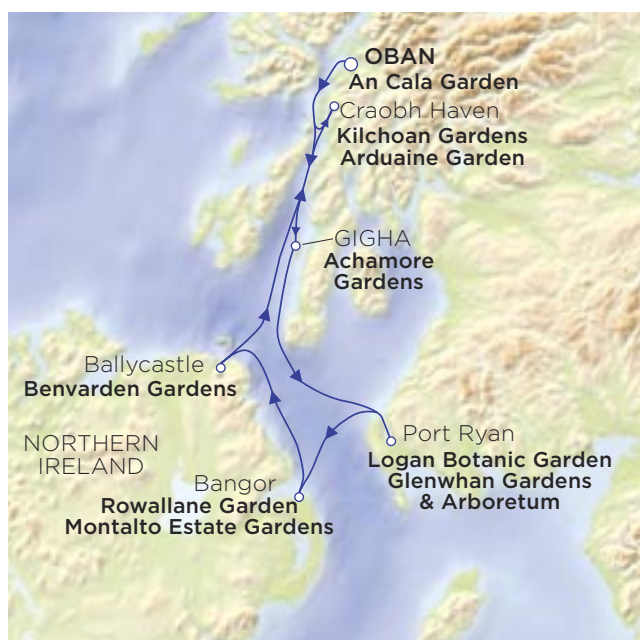 OBAN
An Cala Garden
Craobh Haven
Kilchoan Gardens
Arduaine Garden
GIGHA
Achamore
Gardens
Ballycastle
Benvarden Gardens
NORTHERN
IRELAND
Port Ryan
Logan Botanic Garden
Glenwhan Gardens
& Arboretum
Bangor
Rowallane Garden
Montalto Estate Gardens